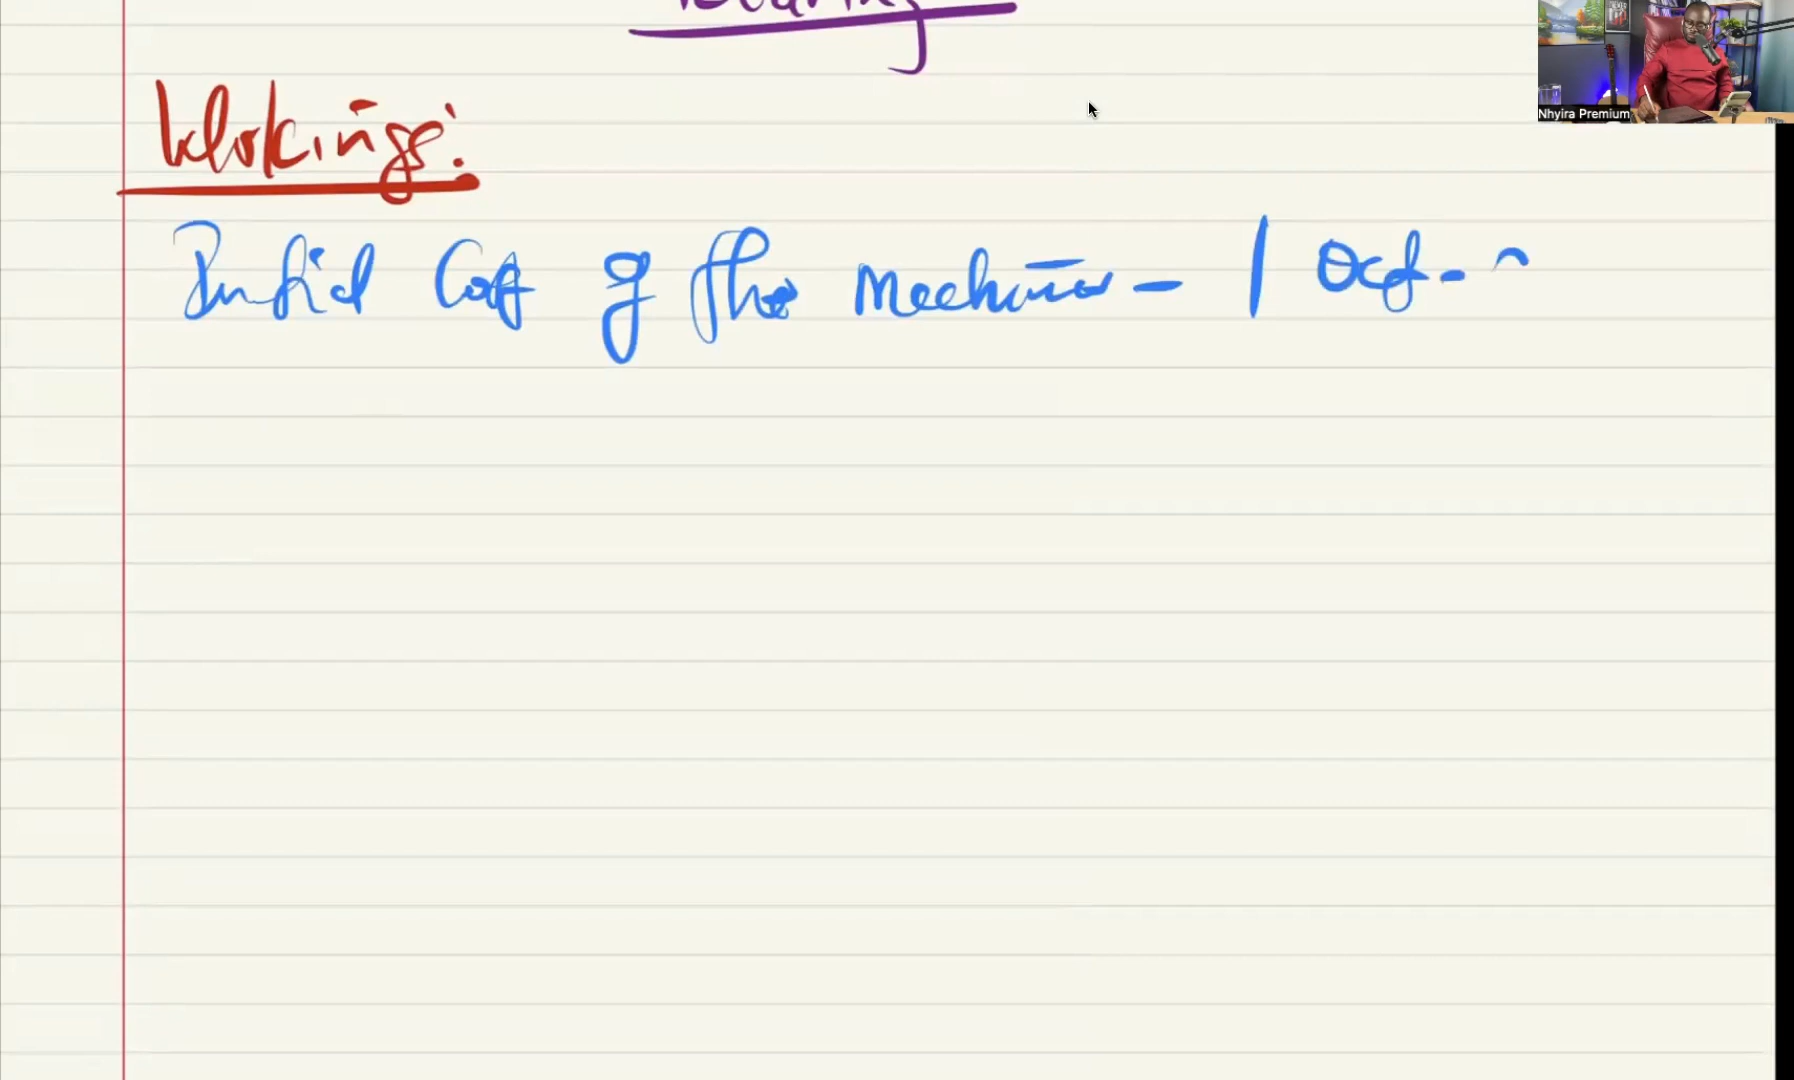 Workings:
Initial Cost of the Machine - 1 Oct -
Nhyira Premium